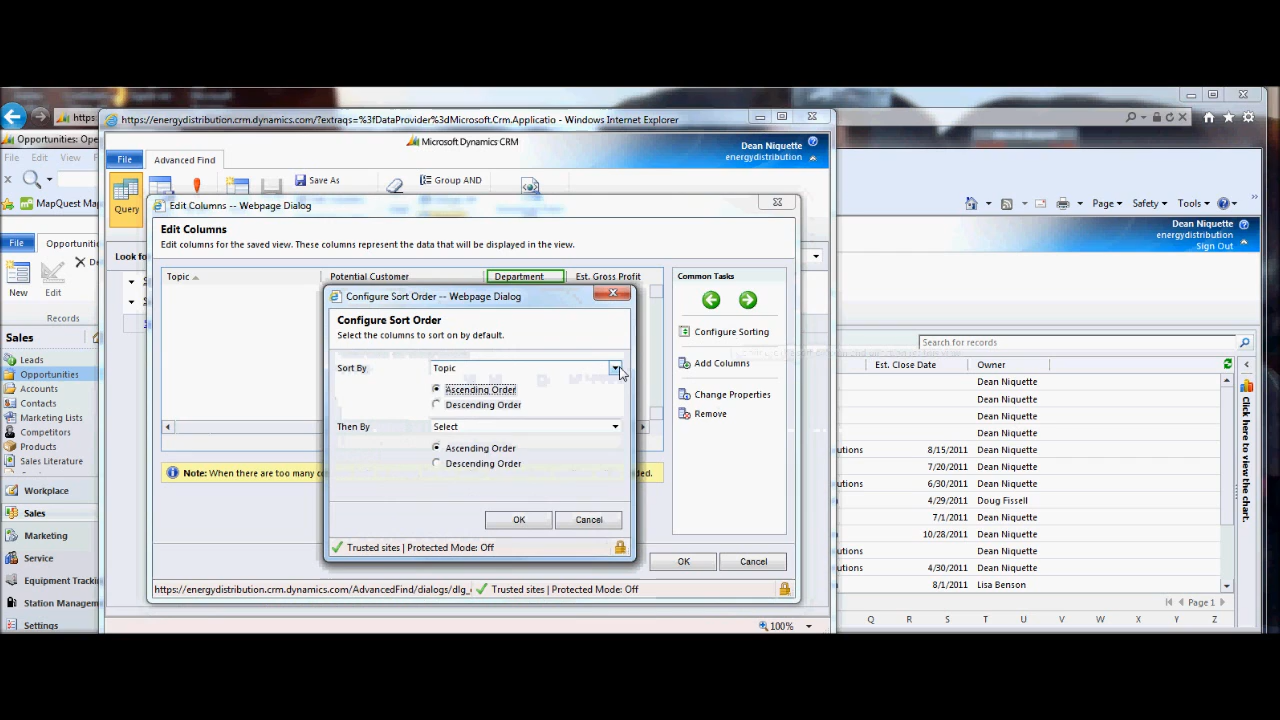 https
https://energydistribution.crm.dynamics.com/?extraqs=%3fDataProvider%3dMicrosoft.Crm.Applicatio - Windows Internet Explorer
Opportunities: Ope
Microsoft Dynamics CRM
Dean Niquette
energydistribution
File Edit View
File
Advanced Find
Save As
Group AND
Query
MapQuest Ma
Page
Safety
Tools
Edit Columns -- Webpage Dialog
Dean Niquette
energydistribution
Sign Out
File
Opportunities
Edit Columns
Edit columns for the saved view. These columns represent the data that will be displayed in the view.
Look fo
New
Edit
Records
Topic
Potential Customer
Department
Est. Gross Profit
Common Tasks
Configure Sorting
Add Columns
Change Properties
Remove
Configure Sort Order -- Webpage Dialog
Configure Sort Order
Select the columns to sort on by default.
Sort By
Topic
Ascending Order
Descending Order
Then By
Select
Ascending Order
Descending Order
OK
Cancel
Trusted sites | Protected Mode: Off
Note: When there are too many co
ded.
OK
Cancel
https://energydistribution.crm.dynamics.com/AdvancedFind/dialogs/dlg_
Trusted sites | Protected Mode: Off
100%
Sales
Leads
Opportunities
Accounts
Contacts
Marketing Lists
Competitors
Products
Sales Literature
Workplace
Sales
Marketing
Service
Equipment Trackin
Station Managem
Settings
Search for records
Est. Close Date
Owner
Dean Niquette
Dean Niquette
Dean Niquette
Dean Niquette
utions 8/15/2011 Dean Niquette
7/20/2011 Dean Niquette
utions 6/30/2011 Dean Niquette
4/29/2011 Doug Fissell
7/1/2011 Dean Niquette
10/28/2011 Dean Niquette
utions Dean Niquette
utions 4/30/2011 Dean Niquette
8/1/2011 Lisa Benson
Page 1
Q R S T U V W X Y Z
Click here to view the chart.